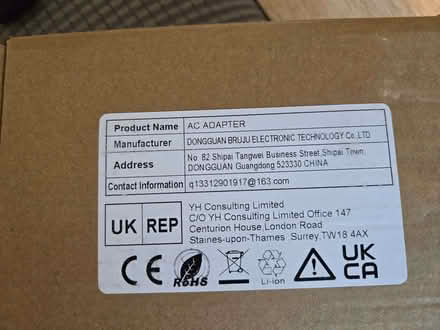 Product Name AC ADAPTER
Manufacturer DONGGUAN BRUJU ELECTRONIC TECHNOLOGY Co.,LTD
Address No. 82 Shipai Tangwei Business Street,Shipai Town,
DONGGUAN Guangdong 523330 CHINA
Contact Information q13312901917@163.com
UK REP
YH Consulting Limited
C/O YH Consulting Limited Office 147
Centurion House,London Road
Staines-upon-Thames Surrey,TW18 4AX
CE RoHS Li-ion UK
CA